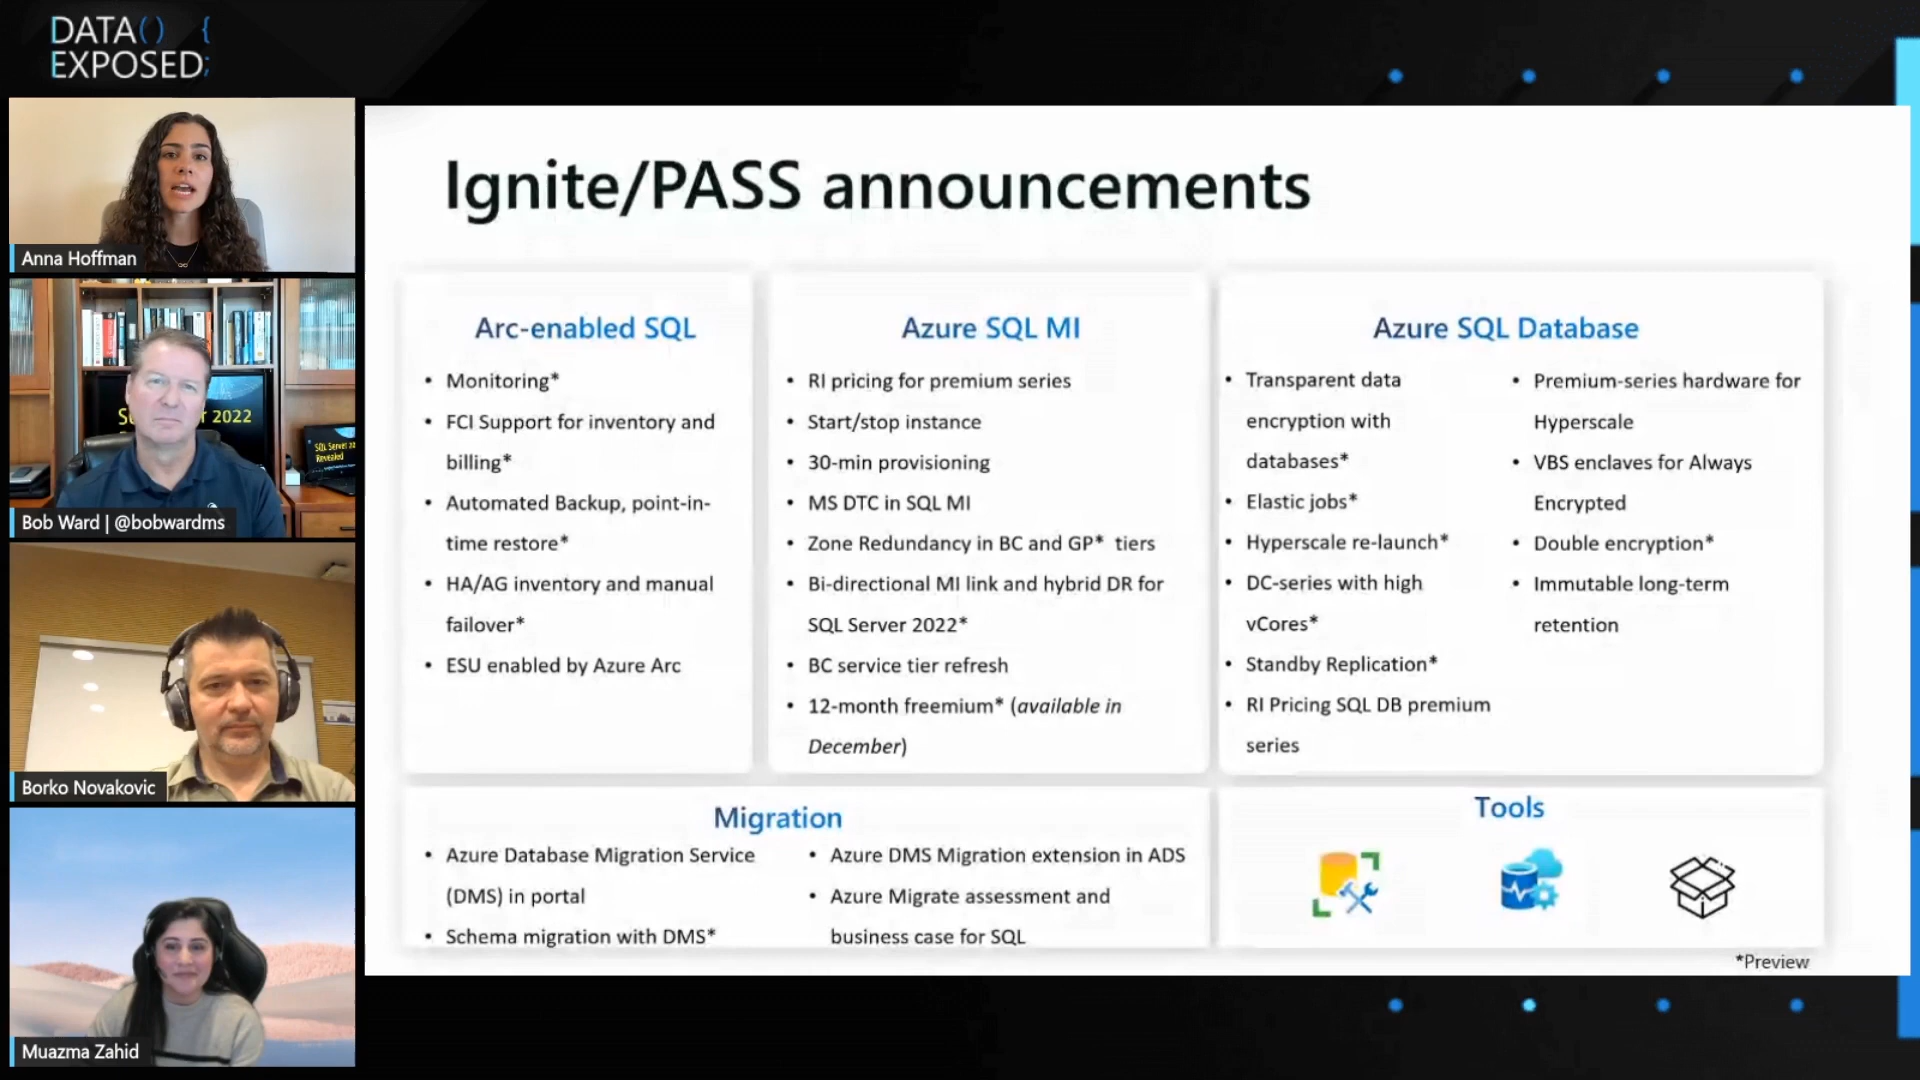 DATA() {
EXPOSED;
Anna Hoffman
2022
SQL Server 20
Revealed
Bob Ward | @bobwardms
Borko Novakovic
Muazma Zahid
Ignite/PASS announcements
Arc-enabled SQL
• Monitoring*
• FCI Support for inventory and
billing*
• Automated Backup, point-in-
time restore*
• HA/AG inventory and manual
failover*
• ESU enabled by Azure Arc
Azure SQL MI
• RI pricing for premium series
• Start/stop instance
• 30-min provisioning
• MS DTC in SQL MI
• Zone Redundancy in BC and GP* tiers
• Bi-directional MI link and hybrid DR for
SQL Server 2022*
• BC service tier refresh
• 12-month freemium* (available in
December)
Azure SQL Database
• Transparent data
encryption with
databases*
• Elastic jobs*
• Hyperscale re-launch*
• DC-series with high
vCores*
• Standby Replication*
• RI Pricing SQL DB premium
series
• Premium-series hardware for
Hyperscale
• VBS enclaves for Always
Encrypted
• Double encryption*
• Immutable long-term
retention
Migration
• Azure Database Migration Service
(DMS) in portal
• Schema migration with DMS*
• Azure DMS Migration extension in ADS
• Azure Migrate assessment and
business case for SQL
Tools
*Preview